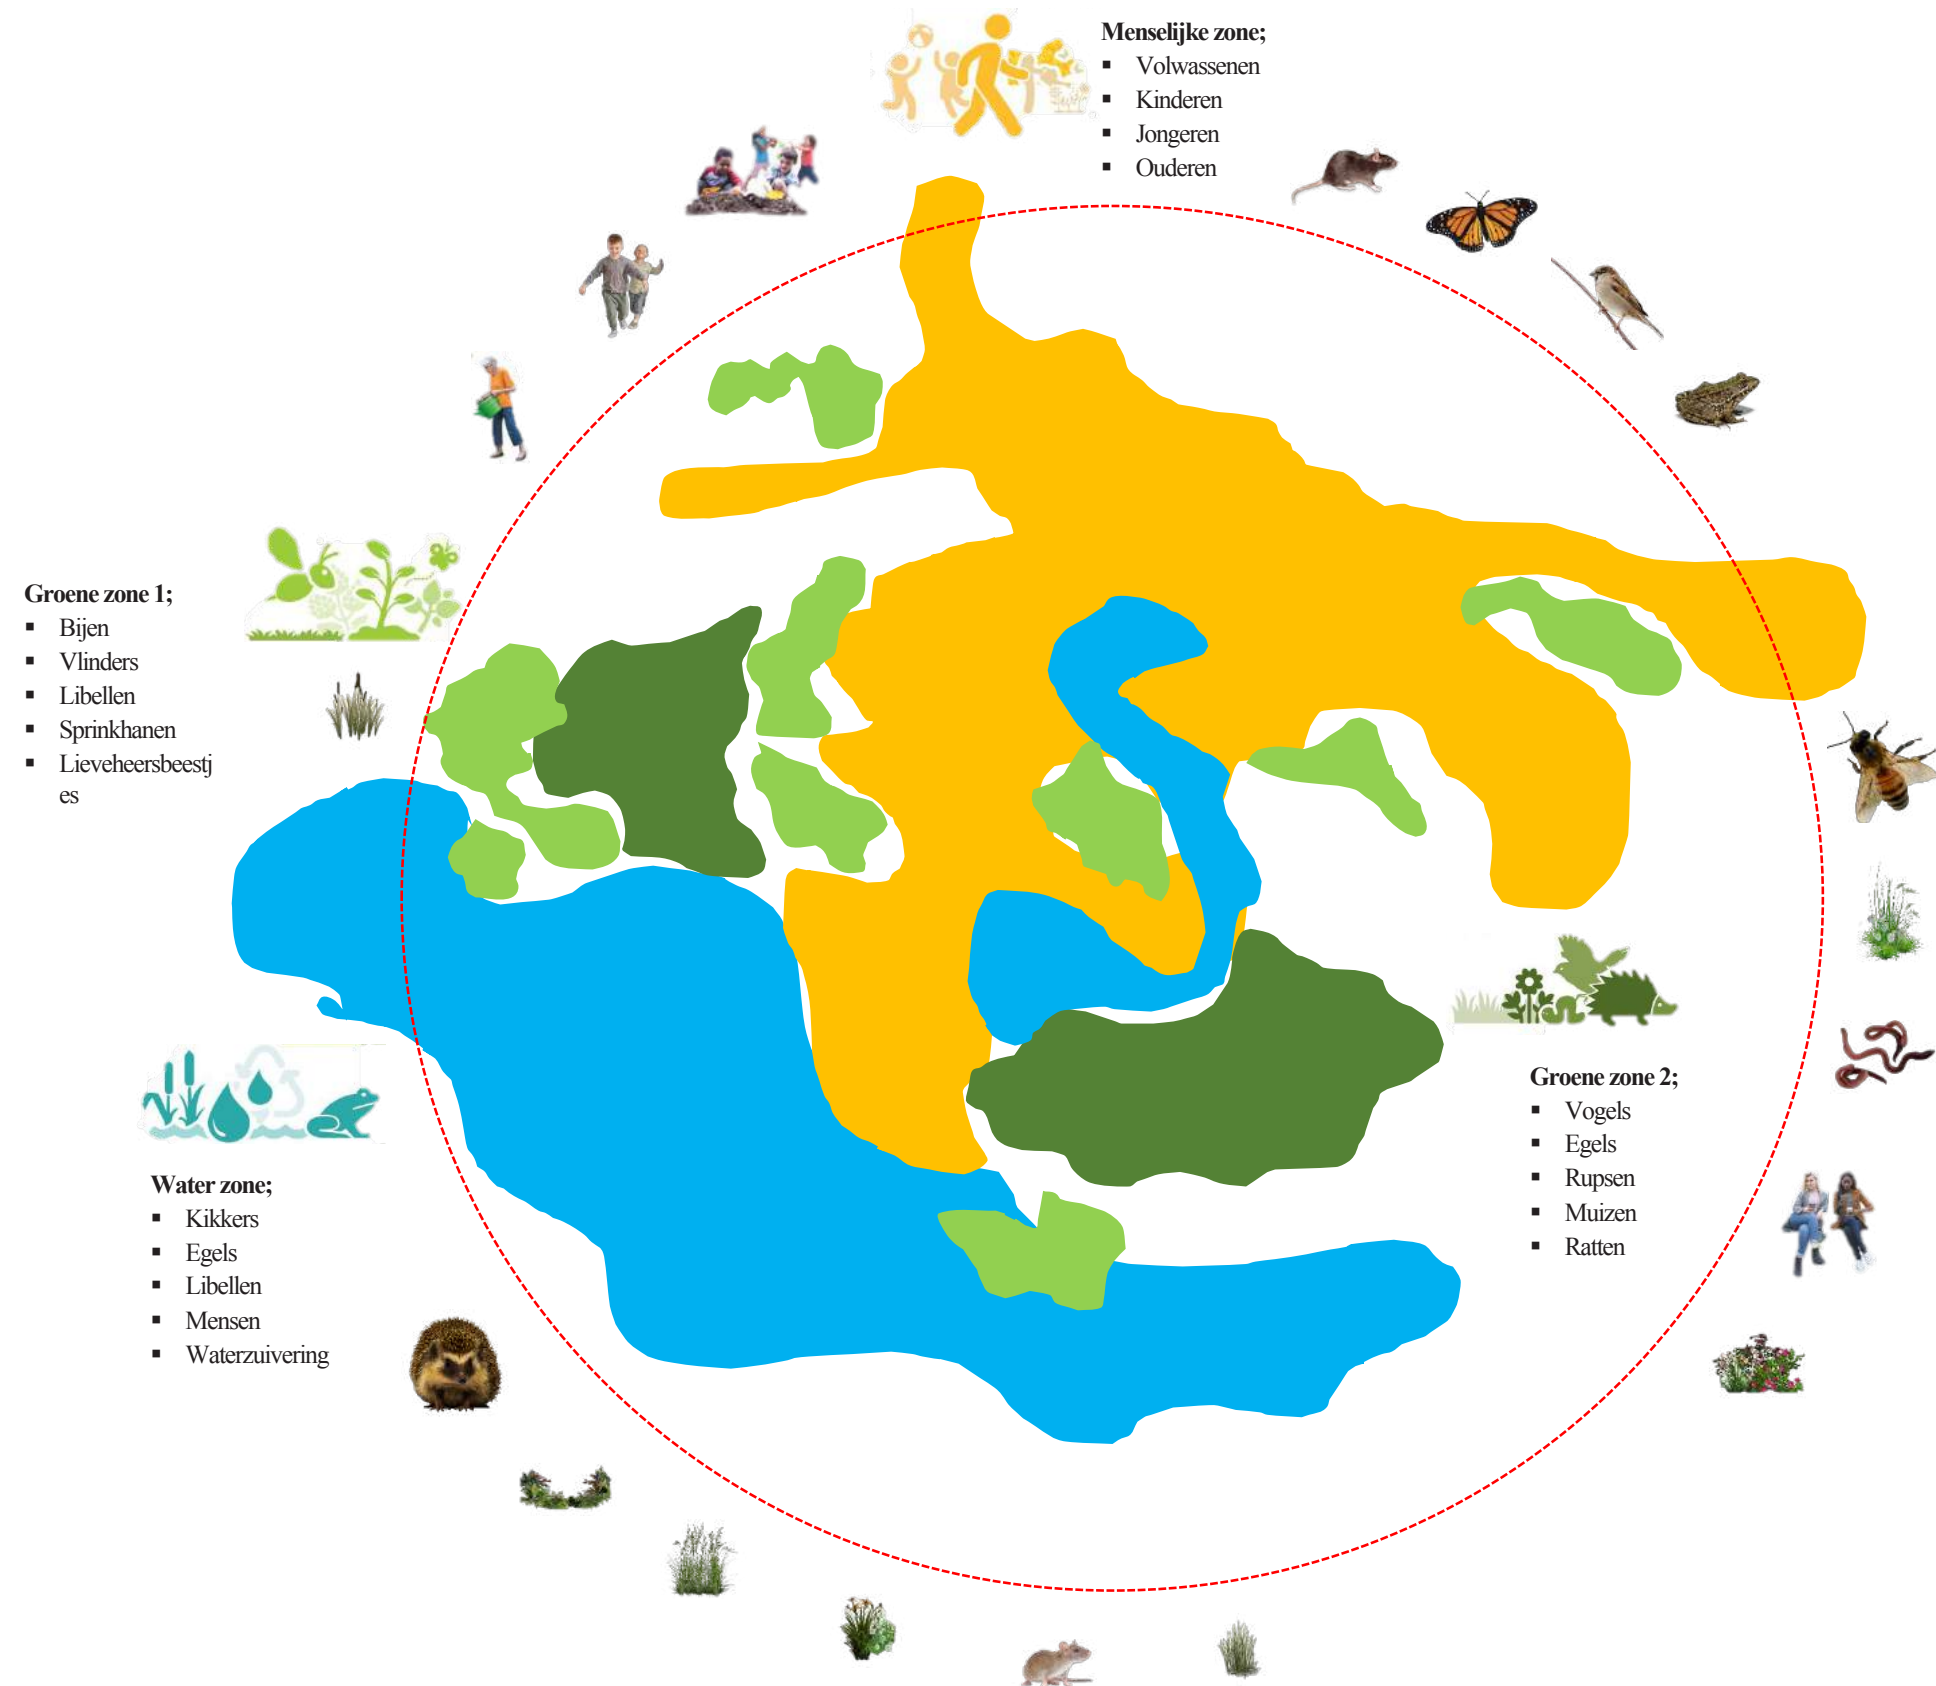 Menselijke zone;
▪ Volwassenen
▪ Kinderen
▪ Jongeren
▪ Ouderen
Groene zone 1;
▪ Bijen
▪ Vlinders
▪ Libellen
▪ Sprinkhanen
▪ Lieveheersbeestj
es
Groene zone 2;
▪ Vogels
▪ Egels
▪ Rupsen
▪ Muizen
▪ Ratten
Water zone;
▪ Kikkers
▪ Egels
▪ Libellen
▪ Mensen
▪ Waterzuivering